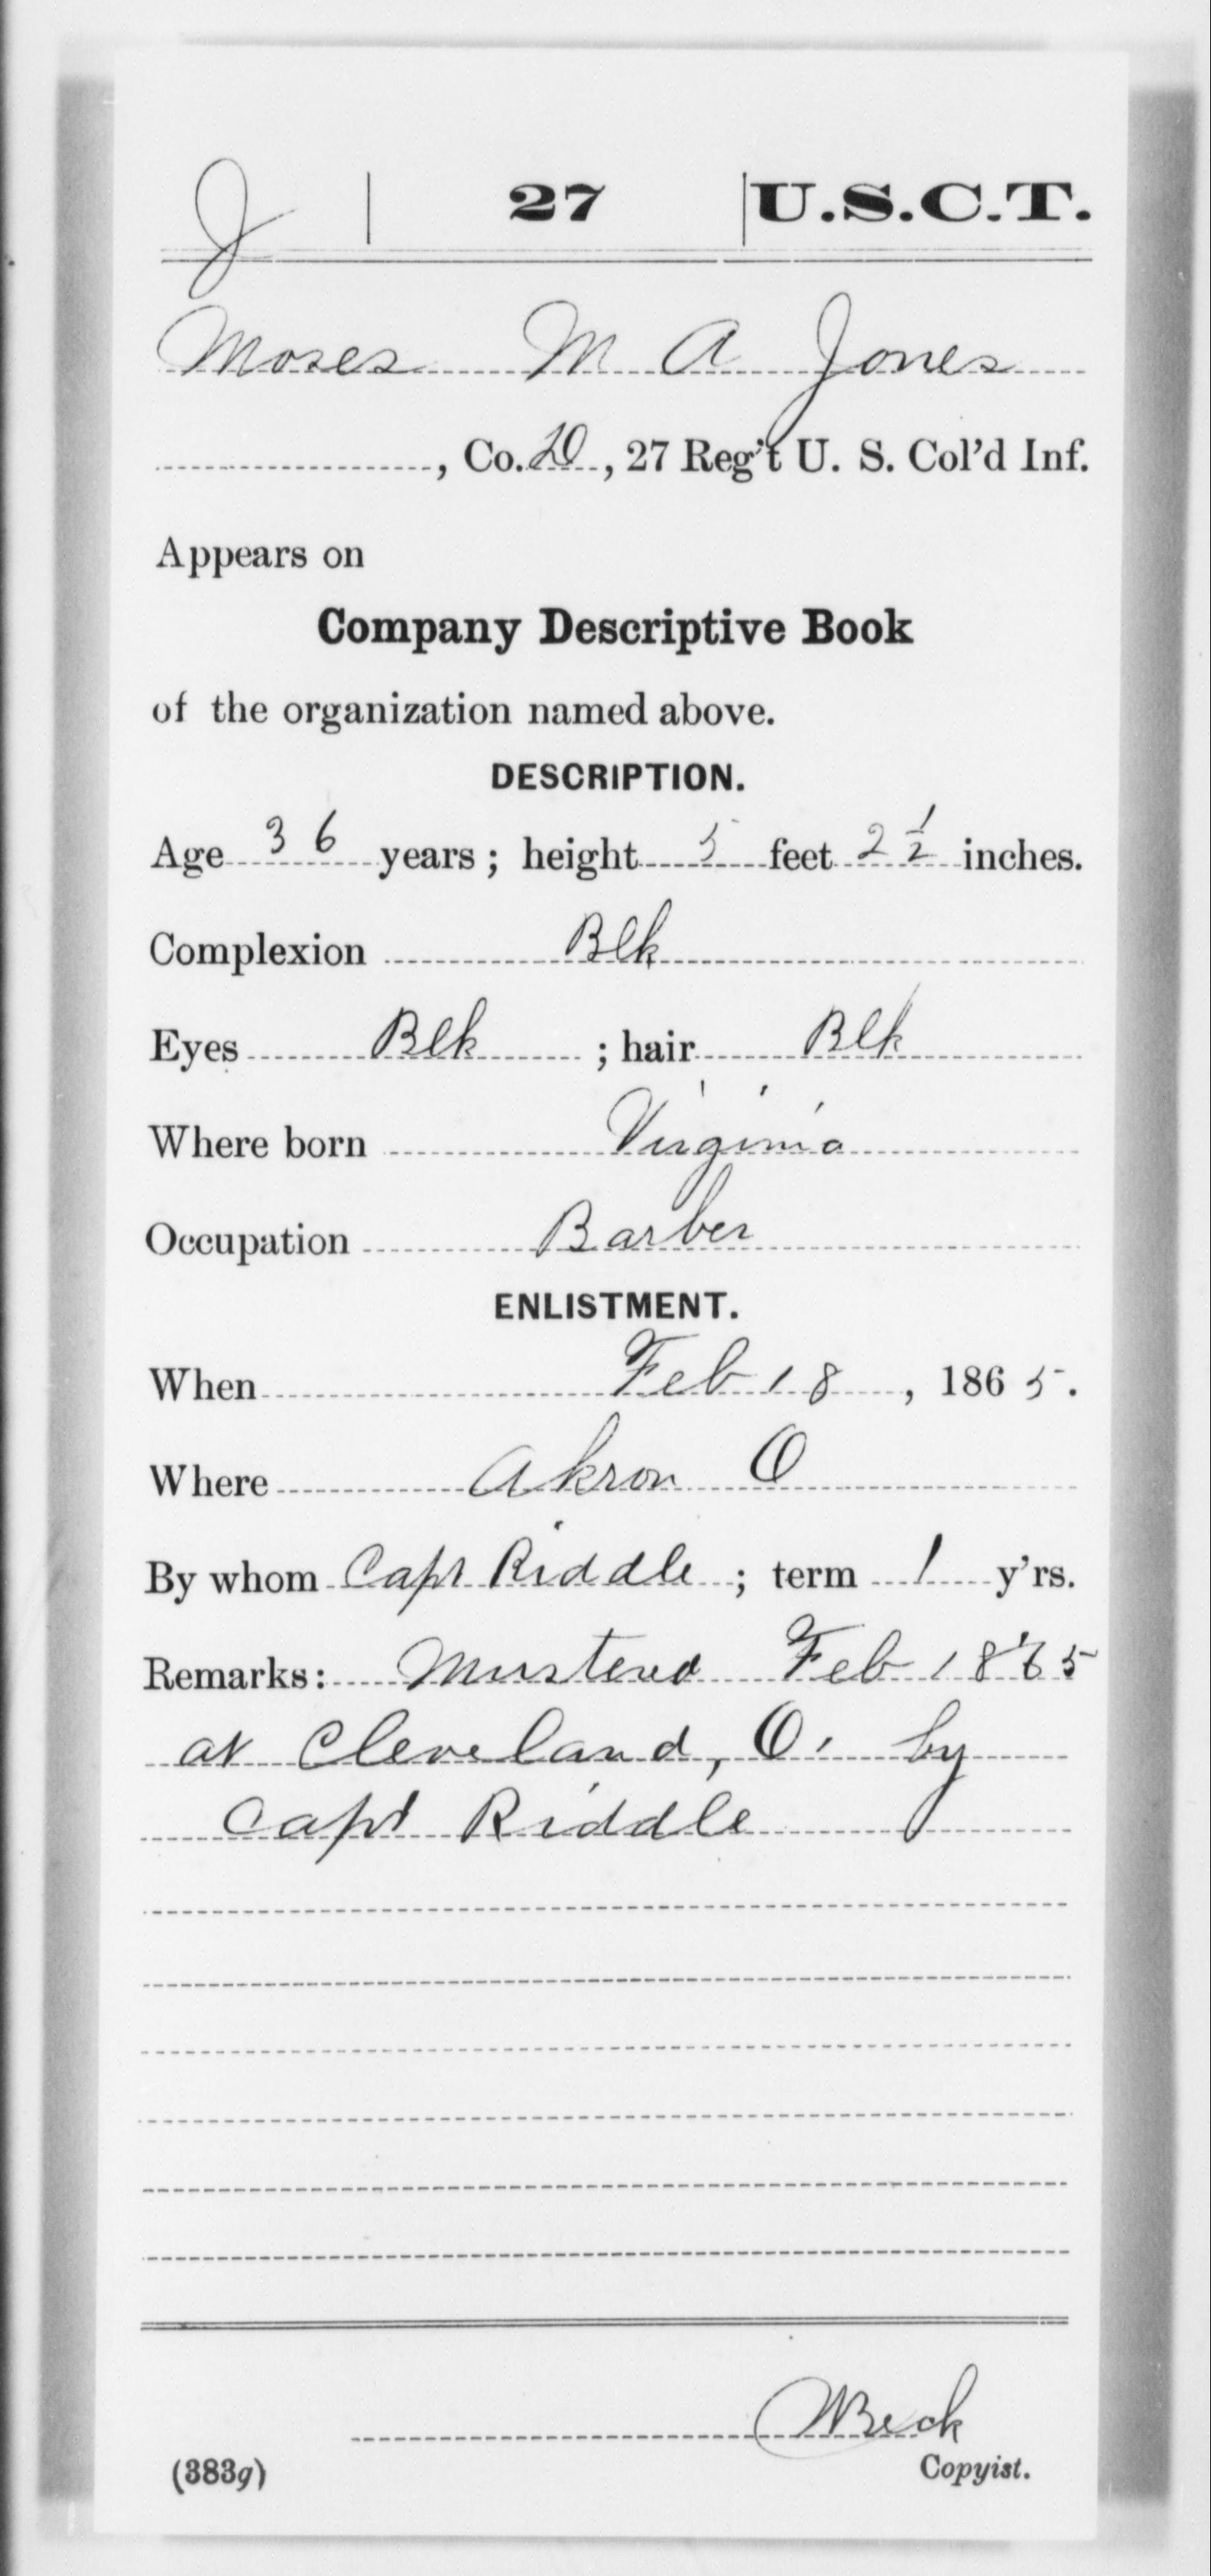 J | 27 | U.S.C.T.
Moses M A Jones
, Co. D, 27 Reg't U. S. Col'd Inf.
Appears on
Company Descriptive Book
of the organization named above.
DESCRIPTION.
Age 36 years; height 5 feet 2 1/2 inches.
Complexion Blk
Eyes Blk; hair Blk
Where born Virginia
Occupation Barber
ENLISTMENT.
When Feb 18, 1865.
Where Akron O
By whom Capt Riddle; term 1 y'rs.
Remarks: Mustered Feb 18 '65
at Cleveland, O. by
Capt Riddle
Beck
(383g) Copyist.